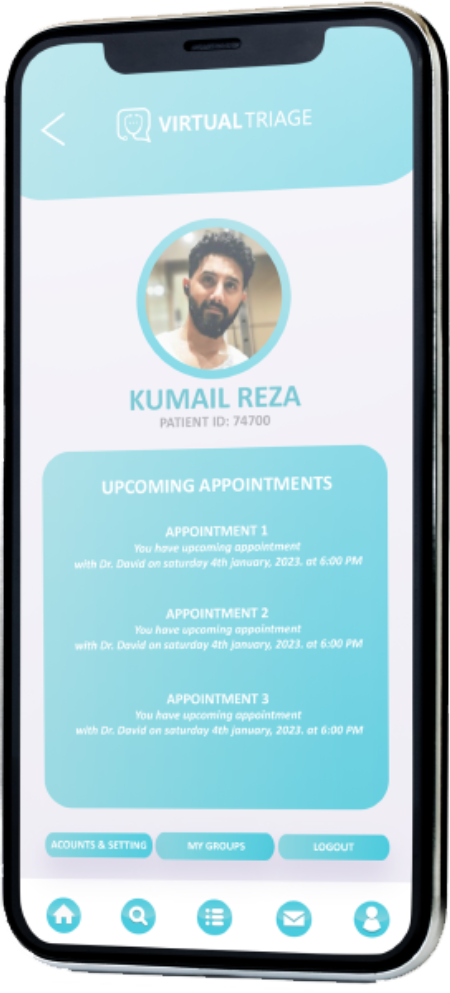 VIRTUAL TRIAGE
KUMAIL REZA
PATIENT ID: 74700
UPCOMING APPOINTMENTS
APPOINTMENT 1
You have upcoming appointment
with Dr. David on saturday 4th january, 2023. at 6:00 PM
APPOINTMENT 2
You have upcoming appointment
with Dr. David on saturday 4th january, 2023. at 6:00 PM
APPOINTMENT 3
You have upcoming appointment
with Dr. David on saturday 4th january, 2023. at 6:00 PM
ACOUNTS & SETTING MY GROUPS LOGOUT